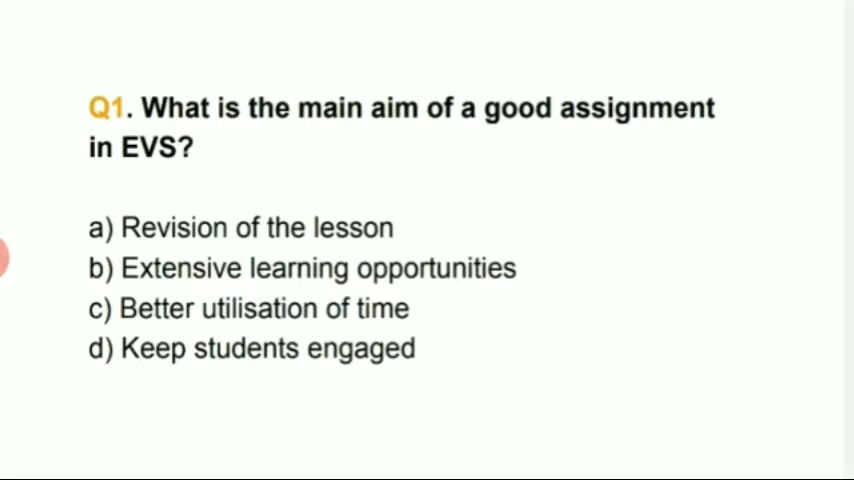 Q1. What is the main aim of a good assignment
in EVS?
a) Revision of the lesson
b) Extensive learning opportunities
c) Better utilisation of time
d) Keep students engaged